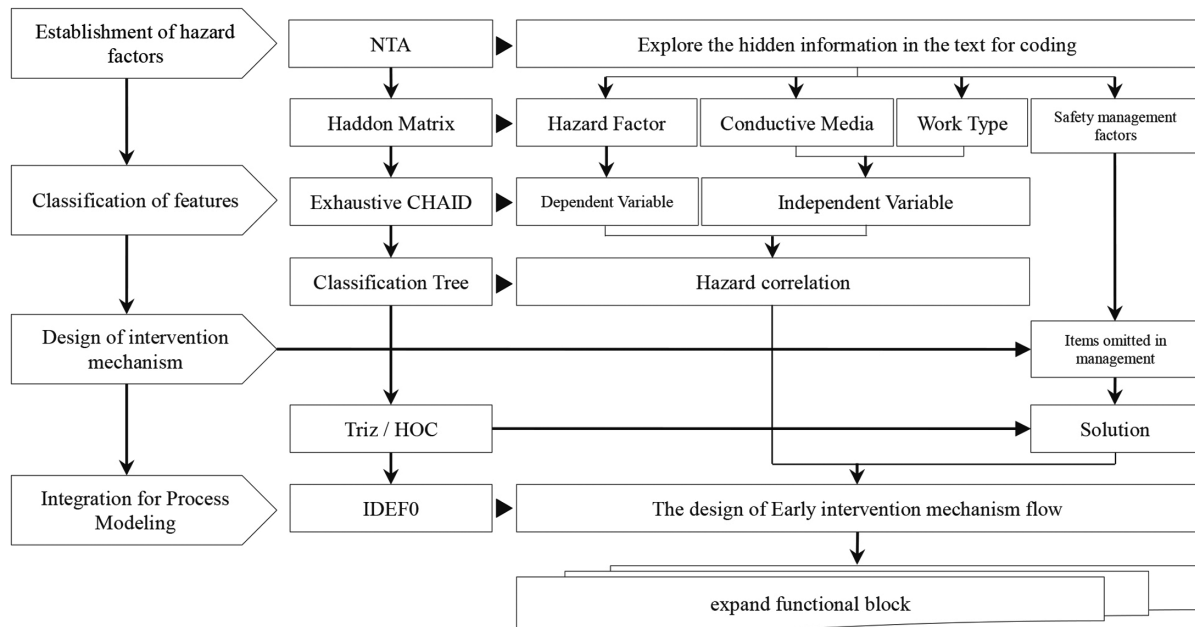 Establishment of hazard
factors
NTA
Explore the hidden information in the text for coding
Haddon Matrix
Hazard Factor
Conductive Media
Work Type
Safety management
factors
Classification of features
Exhaustive CHAID
Dependent Variable
Independent Variable
Classification Tree
Hazard correlation
Design of intervention
mechanism
Items omitted in
management
Triz / HOC
Solution
Integration for Process
Modeling
IDEF0
The design of Early intervention mechanism flow
expand functional block